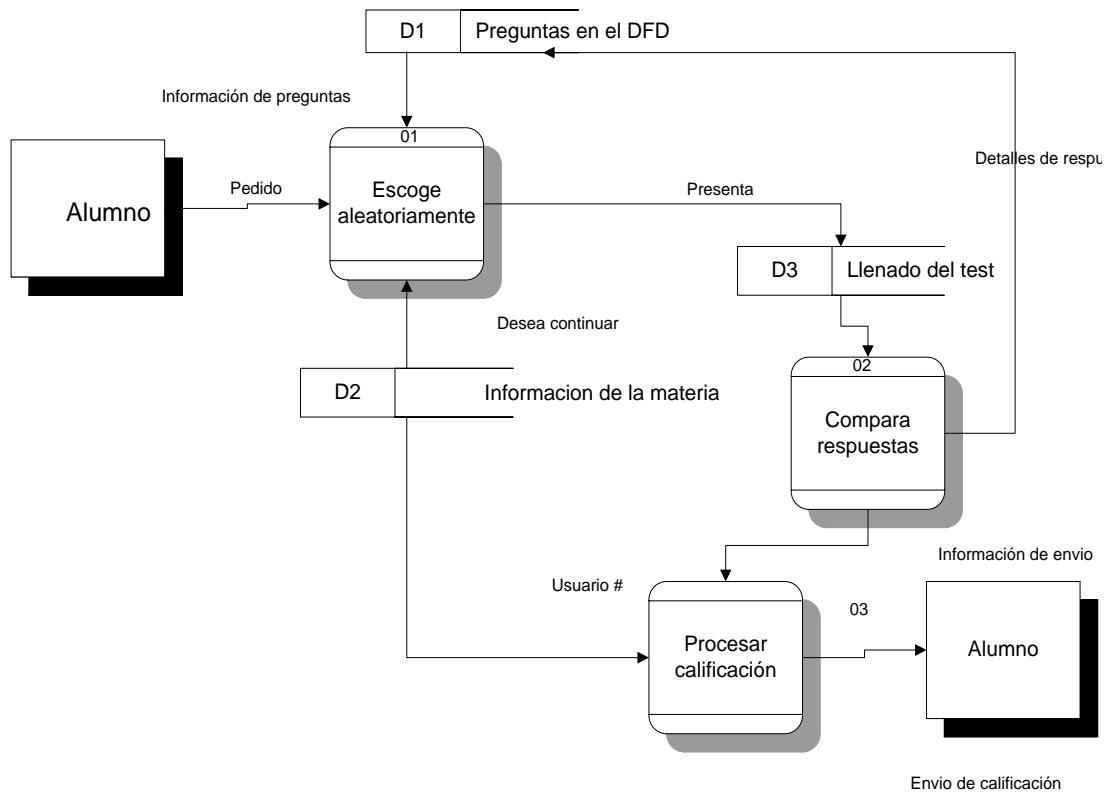 D1 Preguntas en el DFD
Información de preguntas
01
Escoge
aleatoriamente
Alumno
Pedido
Presenta
Detalles de respu
D3 Llenado del test
Desea continuar
02
Compara
respuestas
D2 Informacion de la materia
Información de envio
Usuario #
03
Procesar
calificación
Alumno
Envio de calificación